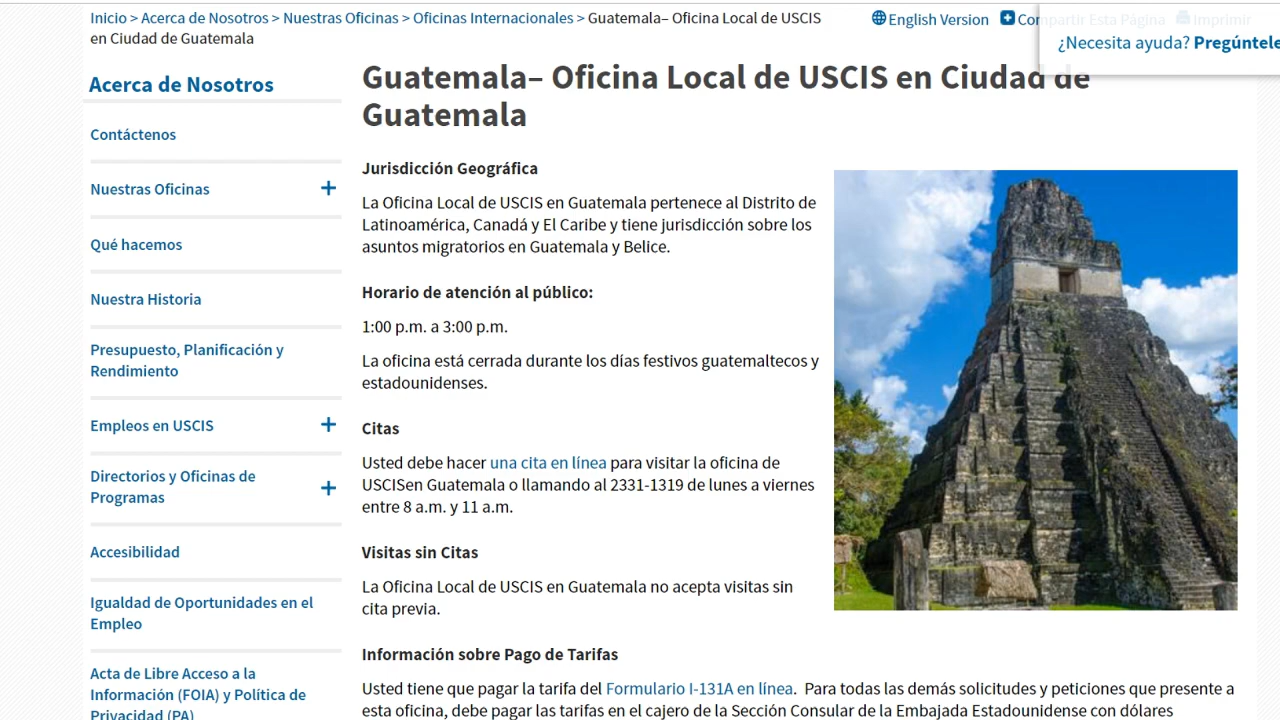 Inicio > Acerca de Nosotros > Nuestras Oficinas > Oficinas Internacionales > Guatemala– Oficina Local de USCIS
en Ciudad de Guatemala
English Version Compartir Esta Página Imprimir
¿Necesita ayuda? Pregúntele
Acerca de Nosotros
Contáctenos
Nuestras Oficinas +
Qué hacemos
Nuestra Historia
Presupuesto, Planificación y
Rendimiento
Empleos en USCIS +
Directorios y Oficinas de
Programas +
Accesibilidad
Igualdad de Oportunidades en el
Empleo
Acta de Libre Acceso a la
Información (FOIA) y Política de
Privacidad (PA)
Guatemala– Oficina Local de USCIS en Ciudad de
Guatemala
Jurisdicción Geográfica
La Oficina Local de USCIS en Guatemala pertenece al Distrito de
Latinoamérica, Canadá y El Caribe y tiene jurisdicción sobre los
asuntos migratorios en Guatemala y Belice.
Horario de atención al público:
1:00 p.m. a 3:00 p.m.
La oficina está cerrada durante los días festivos guatemaltecos y
estadounidenses.
Citas
Usted debe hacer una cita en línea para visitar la oficina de
USCISen Guatemala o llamando al 2331-1319 de lunes a viernes
entre 8 a.m. y 11 a.m.
Visitas sin Citas
La Oficina Local de USCIS en Guatemala no acepta visitas sin
cita previa.
Información sobre Pago de Tarifas
Usted tiene que pagar la tarifa del Formulario I-131A en línea. Para todas las demás solicitudes y peticiones que presente a
esta oficina, debe pagar las tarifas en el cajero de la Sección Consular de la Embajada Estadounidense con dólares